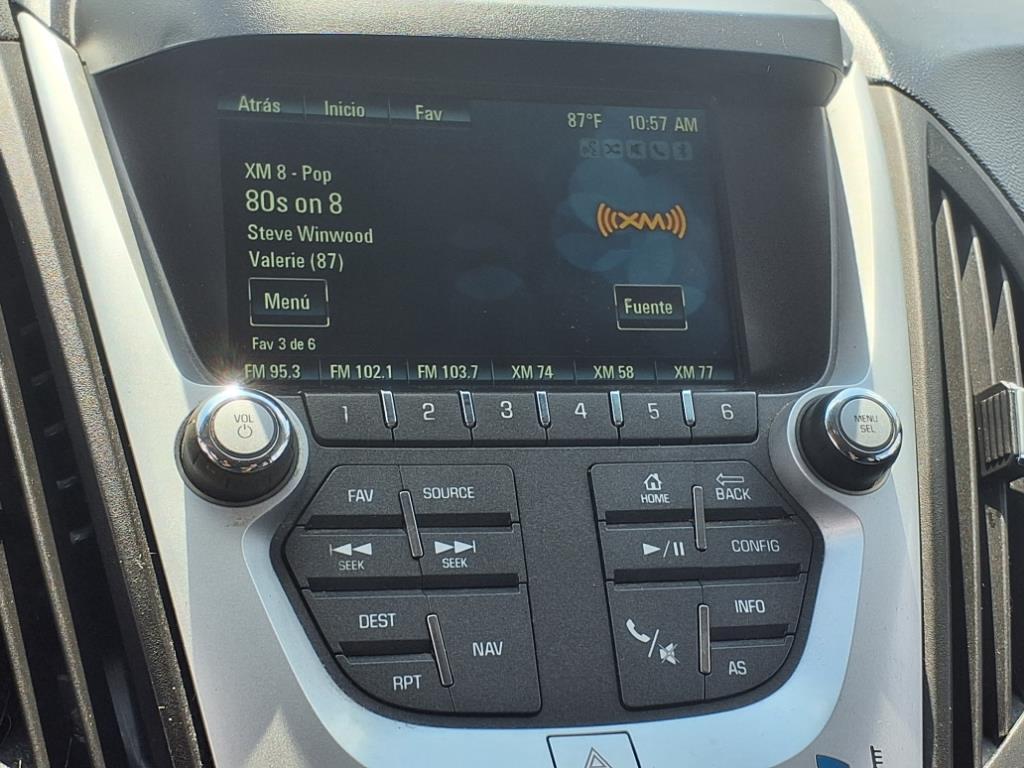 Atrás Inicio Fav 87°F 10:57 AM
XM 8 - Pop
80s on 8
((XM))
Steve Winwood
Valerie (87)
Menú Fuente
Fav 3 de 6
FM 95.3 FM 102.1 FM 103.7 XM 74 XM 58 XM 77
VOL 1 2 3 4 5 6 MENU
SEL
FAV SOURCE HOME BACK
SEEK SEEK CONFIG
DEST NAV INFO
RPT AS